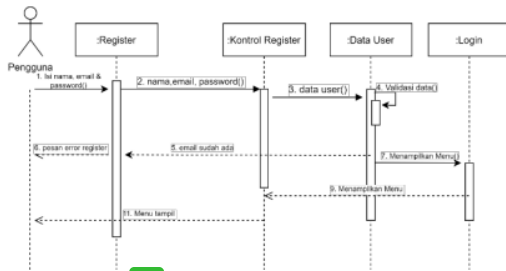 :Register
:Kontrol Register
:Data User
:Login
Pengguna
1. Isi nama, email &
password()
2. nama,email, password()
3. data user()
4. Validasi data()
5. email sudah ada
6. pesan error register
7. Menampilkan Menu()
9. Menampilkan Menu
11. Menu tampil